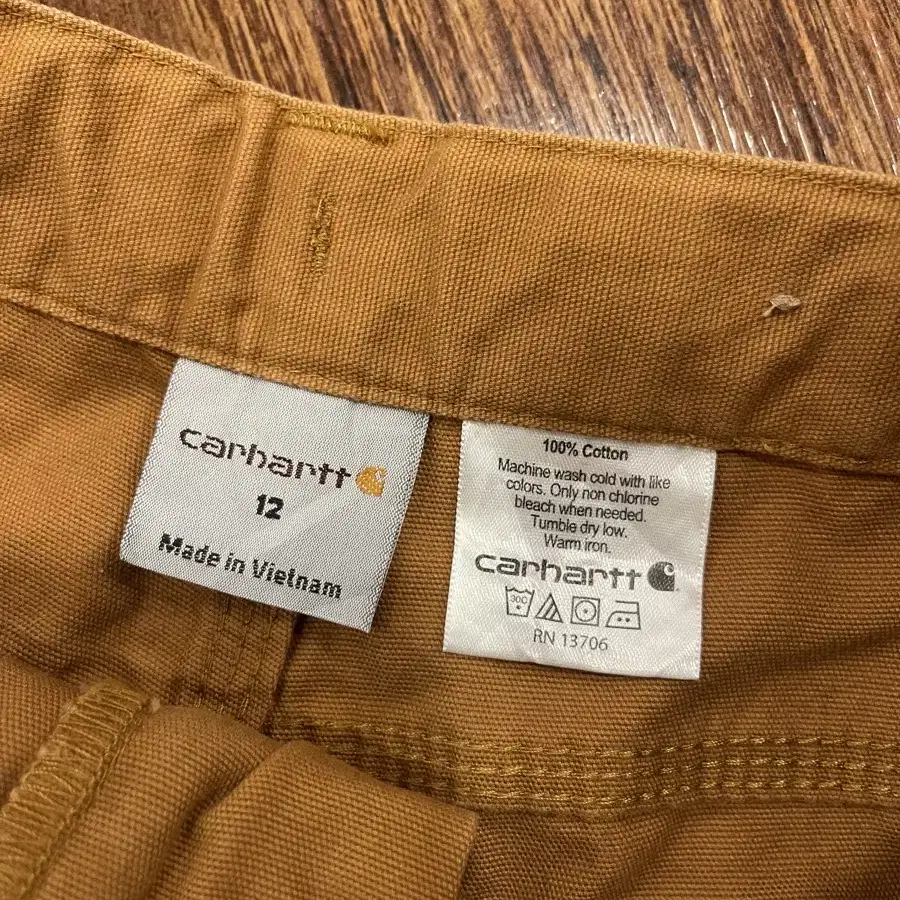 carhartt
12
Made in Vietnam
100% Cotton
Machine wash cold with like
colors. Only non chlorine
bleach when needed.
Tumble dry low.
Warm iron.
carhartt
30C
RN 13706